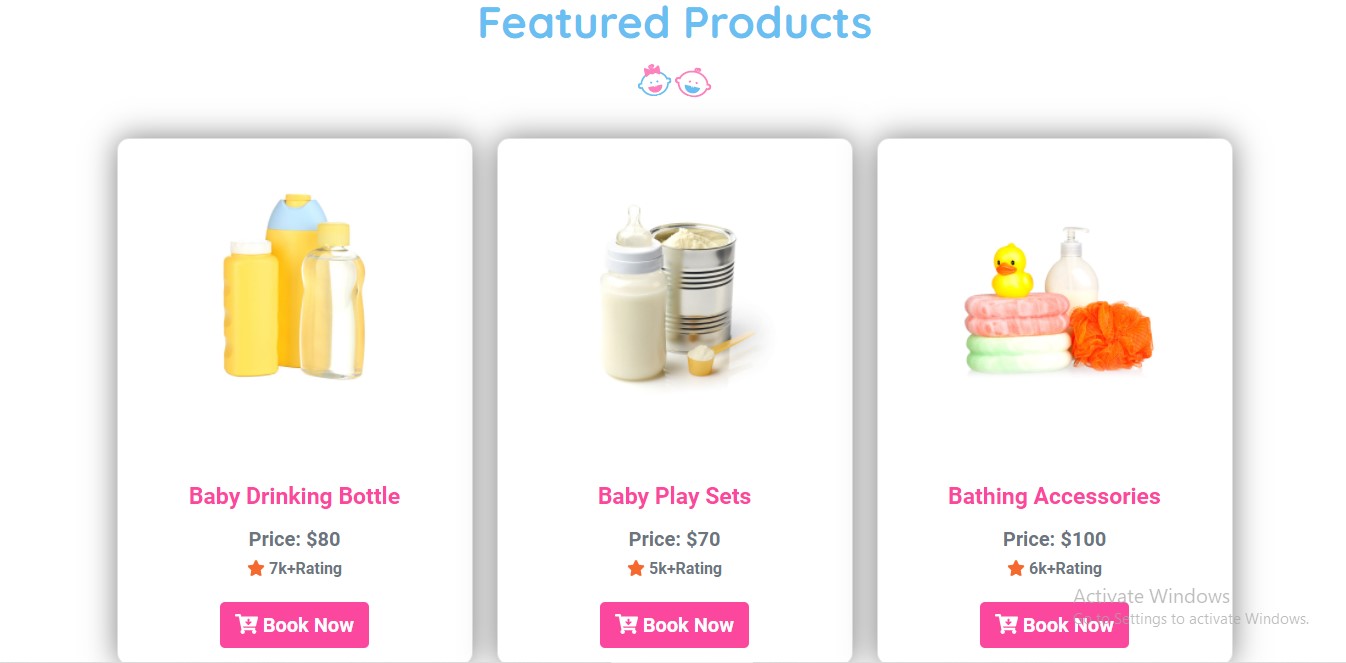 Featured Products
Baby Drinking Bottle
Price: $80
7k+Rating
Book Now
Baby Play Sets
Price: $70
5k+Rating
Book Now
Bathing Accessories
Price: $100
6k+Rating
Book Now
Activate Windows
Go to Settings to activate Windows.